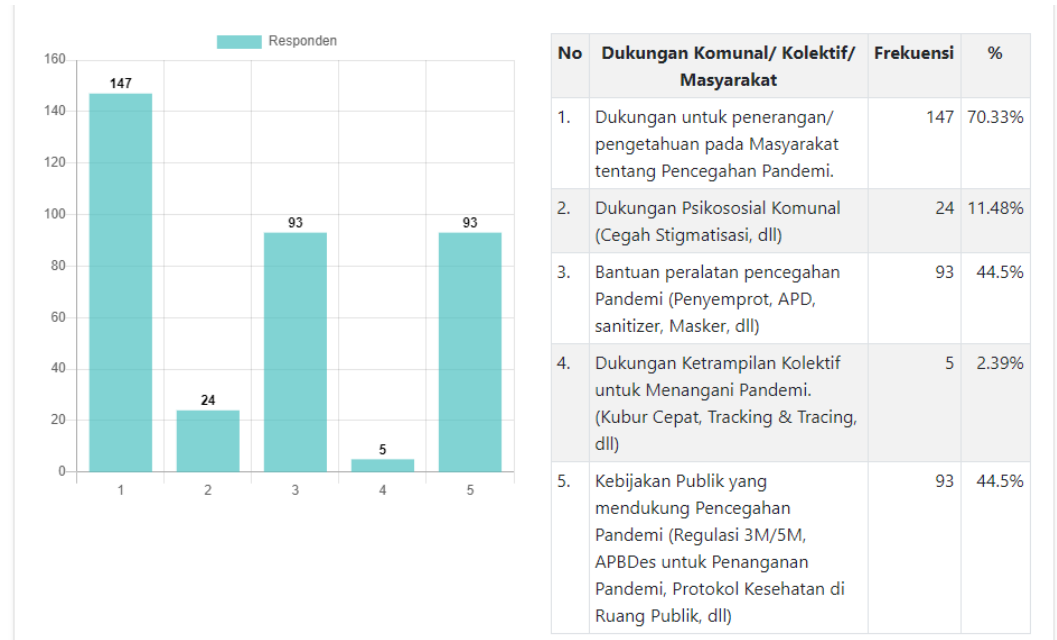 Responden
160
140
120
100
80
60
40
20
0
147
24
93
5
93
1
2
3
4
5
No Dukungan Komunal/ Kolektif/ Frekuensi %
Masyarakat
1. Dukungan untuk penerangan/ 147 70.33%
pengetahuan pada Masyarakat
tentang Pencegahan Pandemi.
2. Dukungan Psikososial Komunal 24 11.48%
(Cegah Stigmatisasi, dll)
3. Bantuan peralatan pencegahan 93 44.5%
Pandemi (Penyemprot, APD,
sanitizer, Masker, dll)
4. Dukungan Ketrampilan Kolektif 5 2.39%
untuk Menangani Pandemi.
(Kubur Cepat, Tracking & Tracing,
dll)
5. Kebijakan Publik yang 93 44.5%
mendukung Pencegahan
Pandemi (Regulasi 3M/5M,
APBDes untuk Penanganan
Pandemi, Protokol Kesehatan di
Ruang Publik, dll)